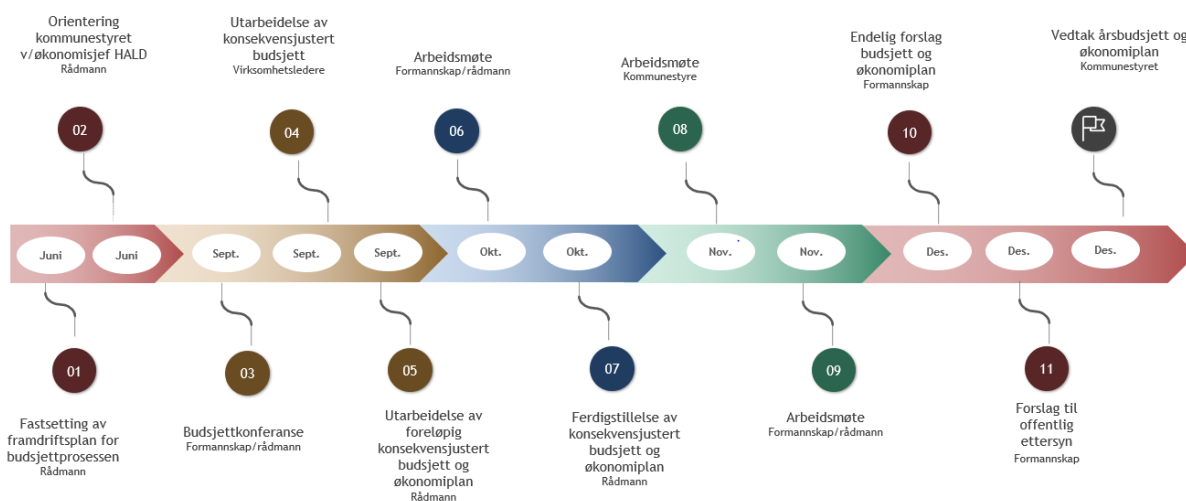 Orientering
kommunestyret
v/økonomisjef HALD
Rådmann
Utarbeidelse av
konsekvensjustert
budsjett
Virksomhetsledere
Arbeidsmøte
Formannskap/rådmann
Arbeidsmøte
Kommunestyre
Endelig forslag
budsjett og
økonomiplan
Formannskap
Vedtak årsbudsjett og
økonomiplan
Kommunestyret
02
04
06
08
10
Juni
Juni
Sept.
Sept.
Sept.
Okt.
Okt.
Nov.
Nov.
Des.
Des.
Des.
01
03
05
07
09
11
Fastsetting av
framdriftsplan for
budsjettprosessen
Rådmann
Budsjettkonferanse
Formannskap/rådmann
Utarbeidelse av
foreløpig
konsekvensjustert
budsjett og
økonomiplan
Rådmann
Ferdigstillelse av
konsekvensjustert
budsjett og
økonomiplan
Rådmann
Arbeidsmøte
Formannskap/rådmann
Forslag til
offentlig
ettersyn
Formannskap